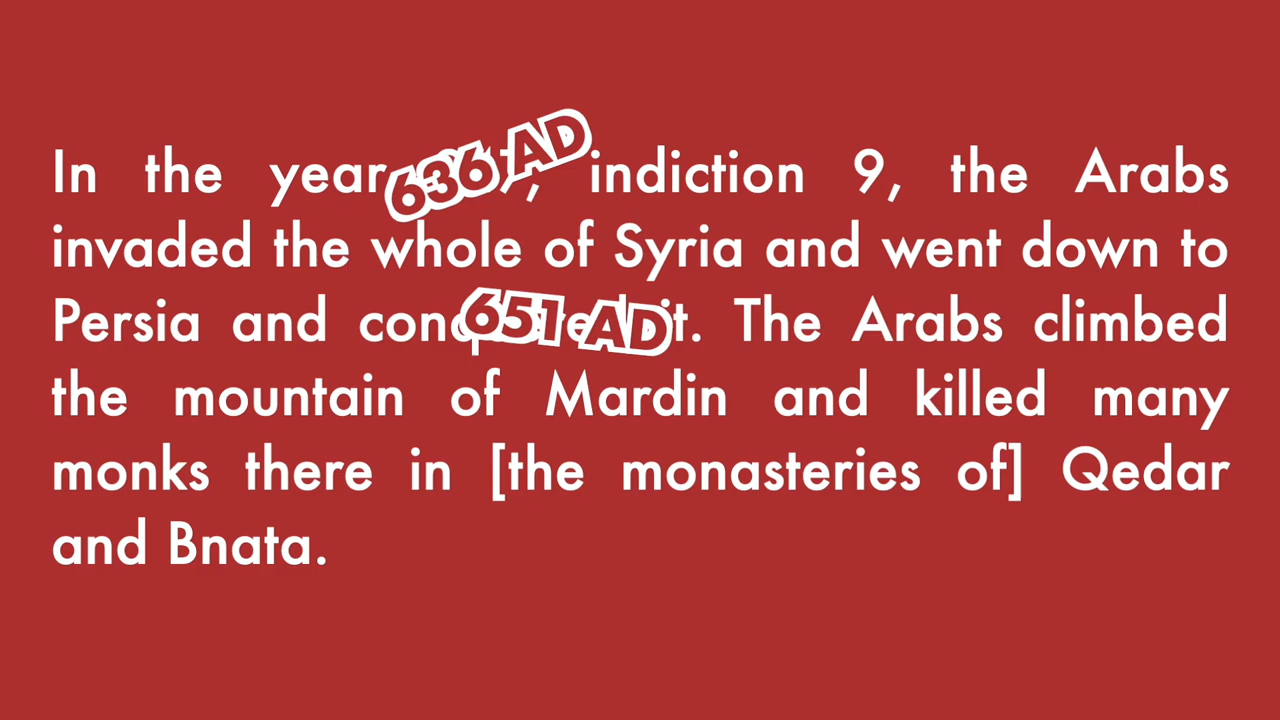 In the year 636 AD, indiction 9, the Arabs
invaded the whole of Syria and went down to
Persia and 651 AD it. The Arabs climbed
the mountain of Mardin and killed many
monks there in [the monasteries of] Qedar
and Bnata.